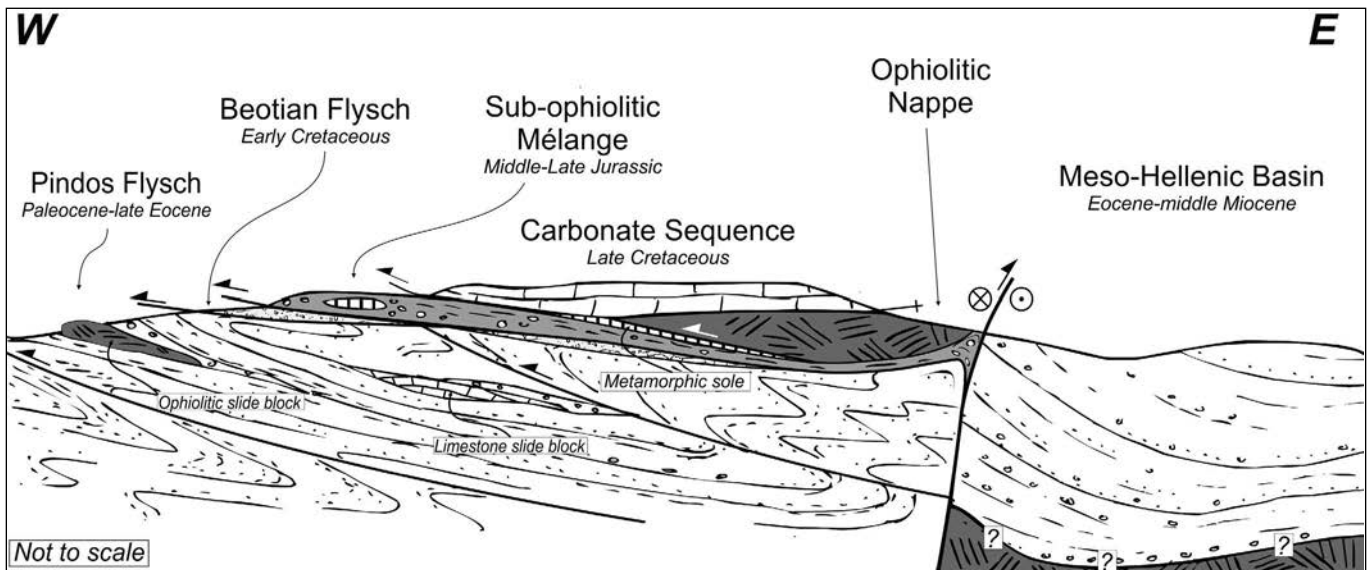 W
E
Ophiolitic
Nappe
Beotian Flysch
Early Cretaceous
Sub-ophiolitic
Mélange
Middle-Late Jurassic
Pindos Flysch
Paleocene-late Eocene
Meso-Hellenic Basin
Eocene-middle Miocene
Carbonate Sequence
Late Cretaceous
Metamorphic sole
Ophiolitic slide block
Limestone slide block
? ? ?
Not to scale